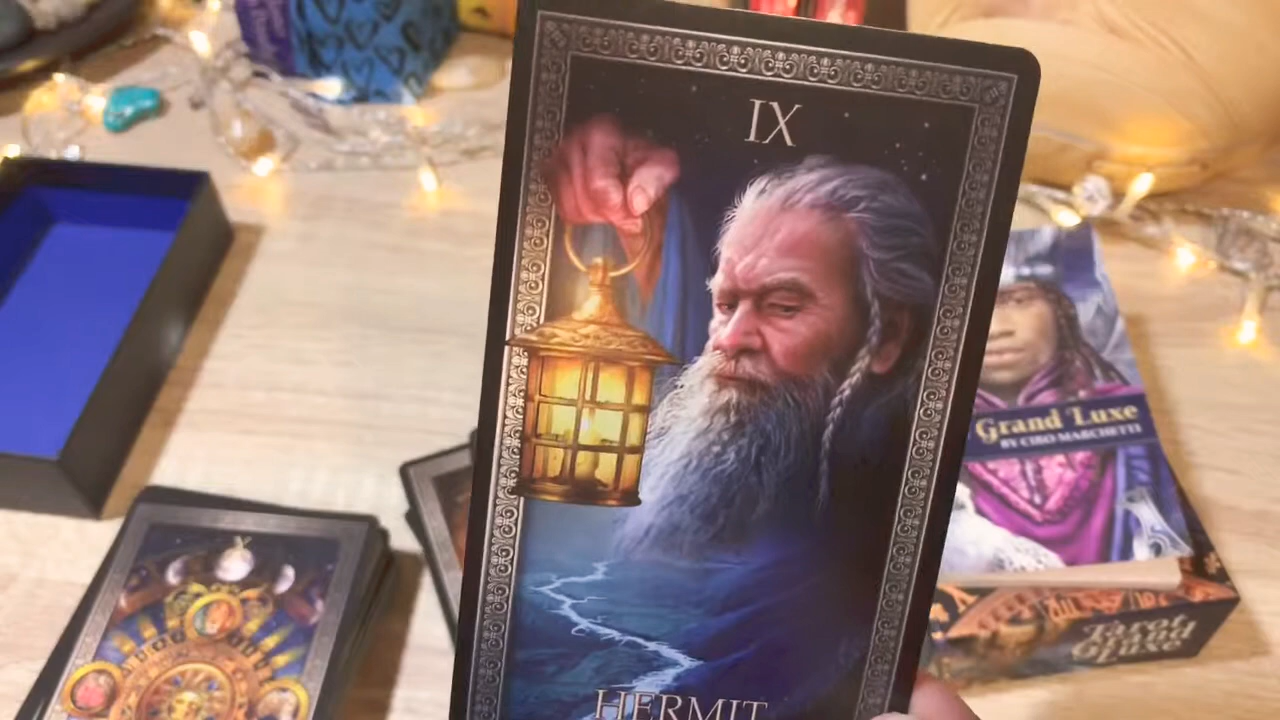 IX
HERMIT
Grand Luxe
BY CIRO MARCHETTI
Tarot
Grand
Luxe